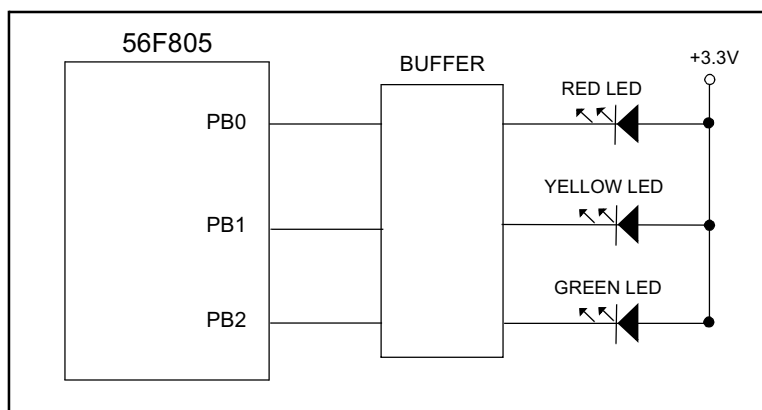 56F805
BUFFER
+3.3V
RED LED
PB0
YELLOW LED
PB1
GREEN LED
PB2